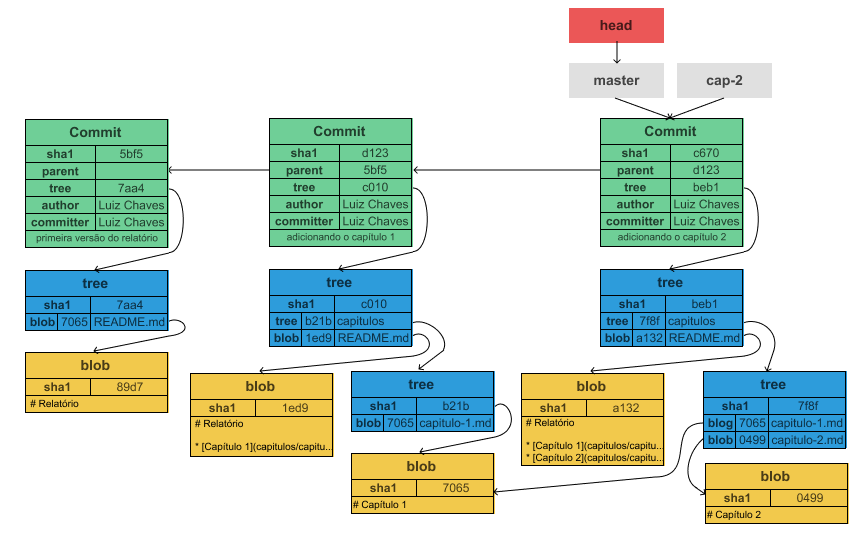 head
master
cap-2
Commit
sha1 5bf5
parent
tree 7aa4
author Luiz Chaves
committer Luiz Chaves
primeira versão do relatório
Commit
sha1 d123
parent 5bf5
tree c010
author Luiz Chaves
committer Luiz Chaves
adicionando o capítulo 1
Commit
sha1 c670
parent d123
tree beb1
author Luiz Chaves
committer Luiz Chaves
adicionando o capítulo 2
tree
sha1 7aa4
blob 7065 README.md
tree
sha1 c010
tree b21b capitulos
blob 1ed9 README.md
tree
sha1 beb1
tree 7f8f capitulos
blob a132 README.md
blob
sha1 89d7
# Relatório
blob
sha1 1ed9
# Relatório
* [Capítulo 1](capitulos/capitu...
tree
sha1 b21b
blob 7065 capitulo-1.md
blob
sha1 a132
# Relatório
* [Capítulo 1](capitulos/capitu...
* [Capítulo 2](capitulos/capitu...
tree
sha1 7f8f
blog 7065 capitulo-1.md
blob 0499 capitulo-2.md
blob
sha1 7065
# Capítulo 1
blob
sha1 0499
# Capítulo 2